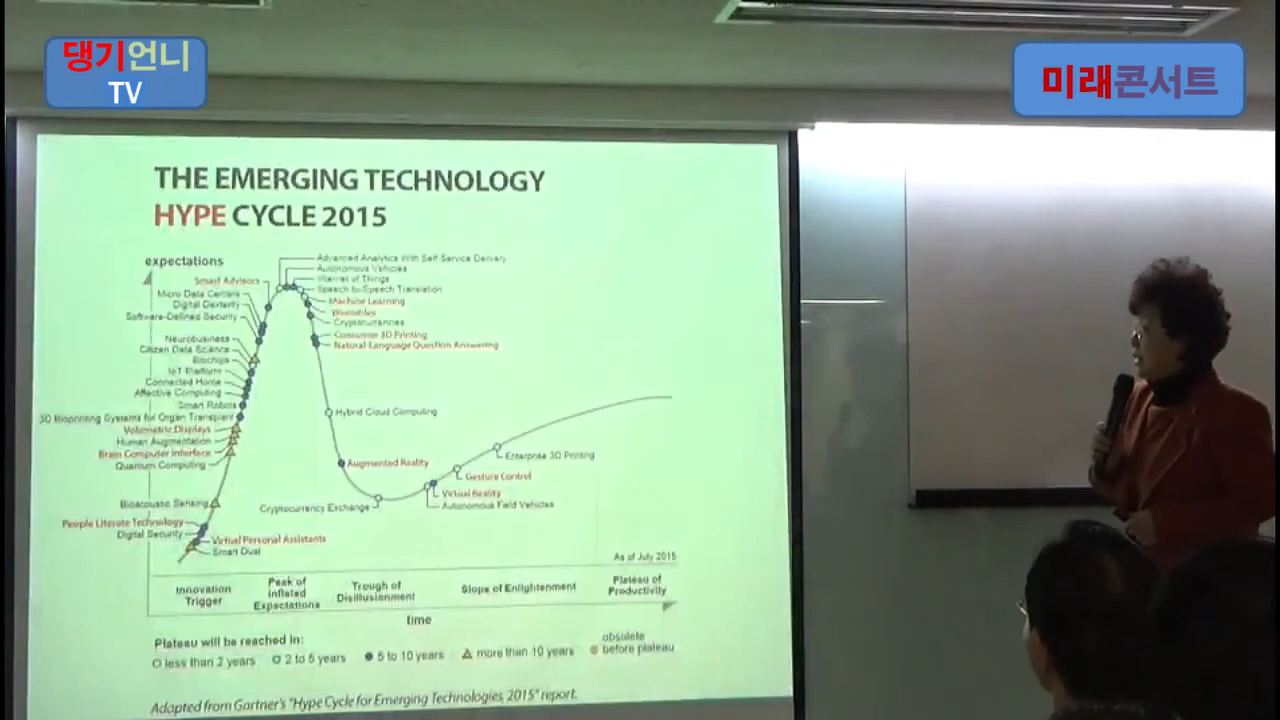 댕기언니
TV
미래콘서트
THE EMERGING TECHNOLOGY
HYPE CYCLE 2015
expectations
Advanced Analytics With Self-Service Delivery
Autonomous Vehicles
Internet of Things
Speech-to-Speech Translation
Machine Learning
Wearables
Cryptocurrencies
Consumer 3D Printing
Natural-Language Question Answering
Smart Advisors
Micro Data Centers
Digital Dexterity
Software-Defined Security
Neurobusiness
Citizen Data Science
Biochips
IoT Platform
Connected Home
Affective Computing
Smart Robots
3D Bioprinting Systems for Organ Transplant
Volumetric Displays
Human Augmentation
Brain Computer Interface
Quantum Computing
Bioacoustic Sensing
People Literate Technology
Digital Security
Virtual Personal Assistants
Smart Dust
Hybrid Cloud Computing
Augmented Reality
Cryptocurrency Exchange
Enterprise 3D Printing
Gesture Control
Virtual Reality
Autonomous Field Vehicles
As of July 2015
Innovation
Trigger
Peak of
Inflated
Expectations
Trough of
Disillusionment
Slope of Enlightenment
Plateau of
Productivity
time
Plateau will be reached in:
less than 2 years
2 to 5 years
5 to 10 years
more than 10 years
obsolete
before plateau
Adapted from Gartner's "Hype Cycle for Emerging Technologies, 2015" report.